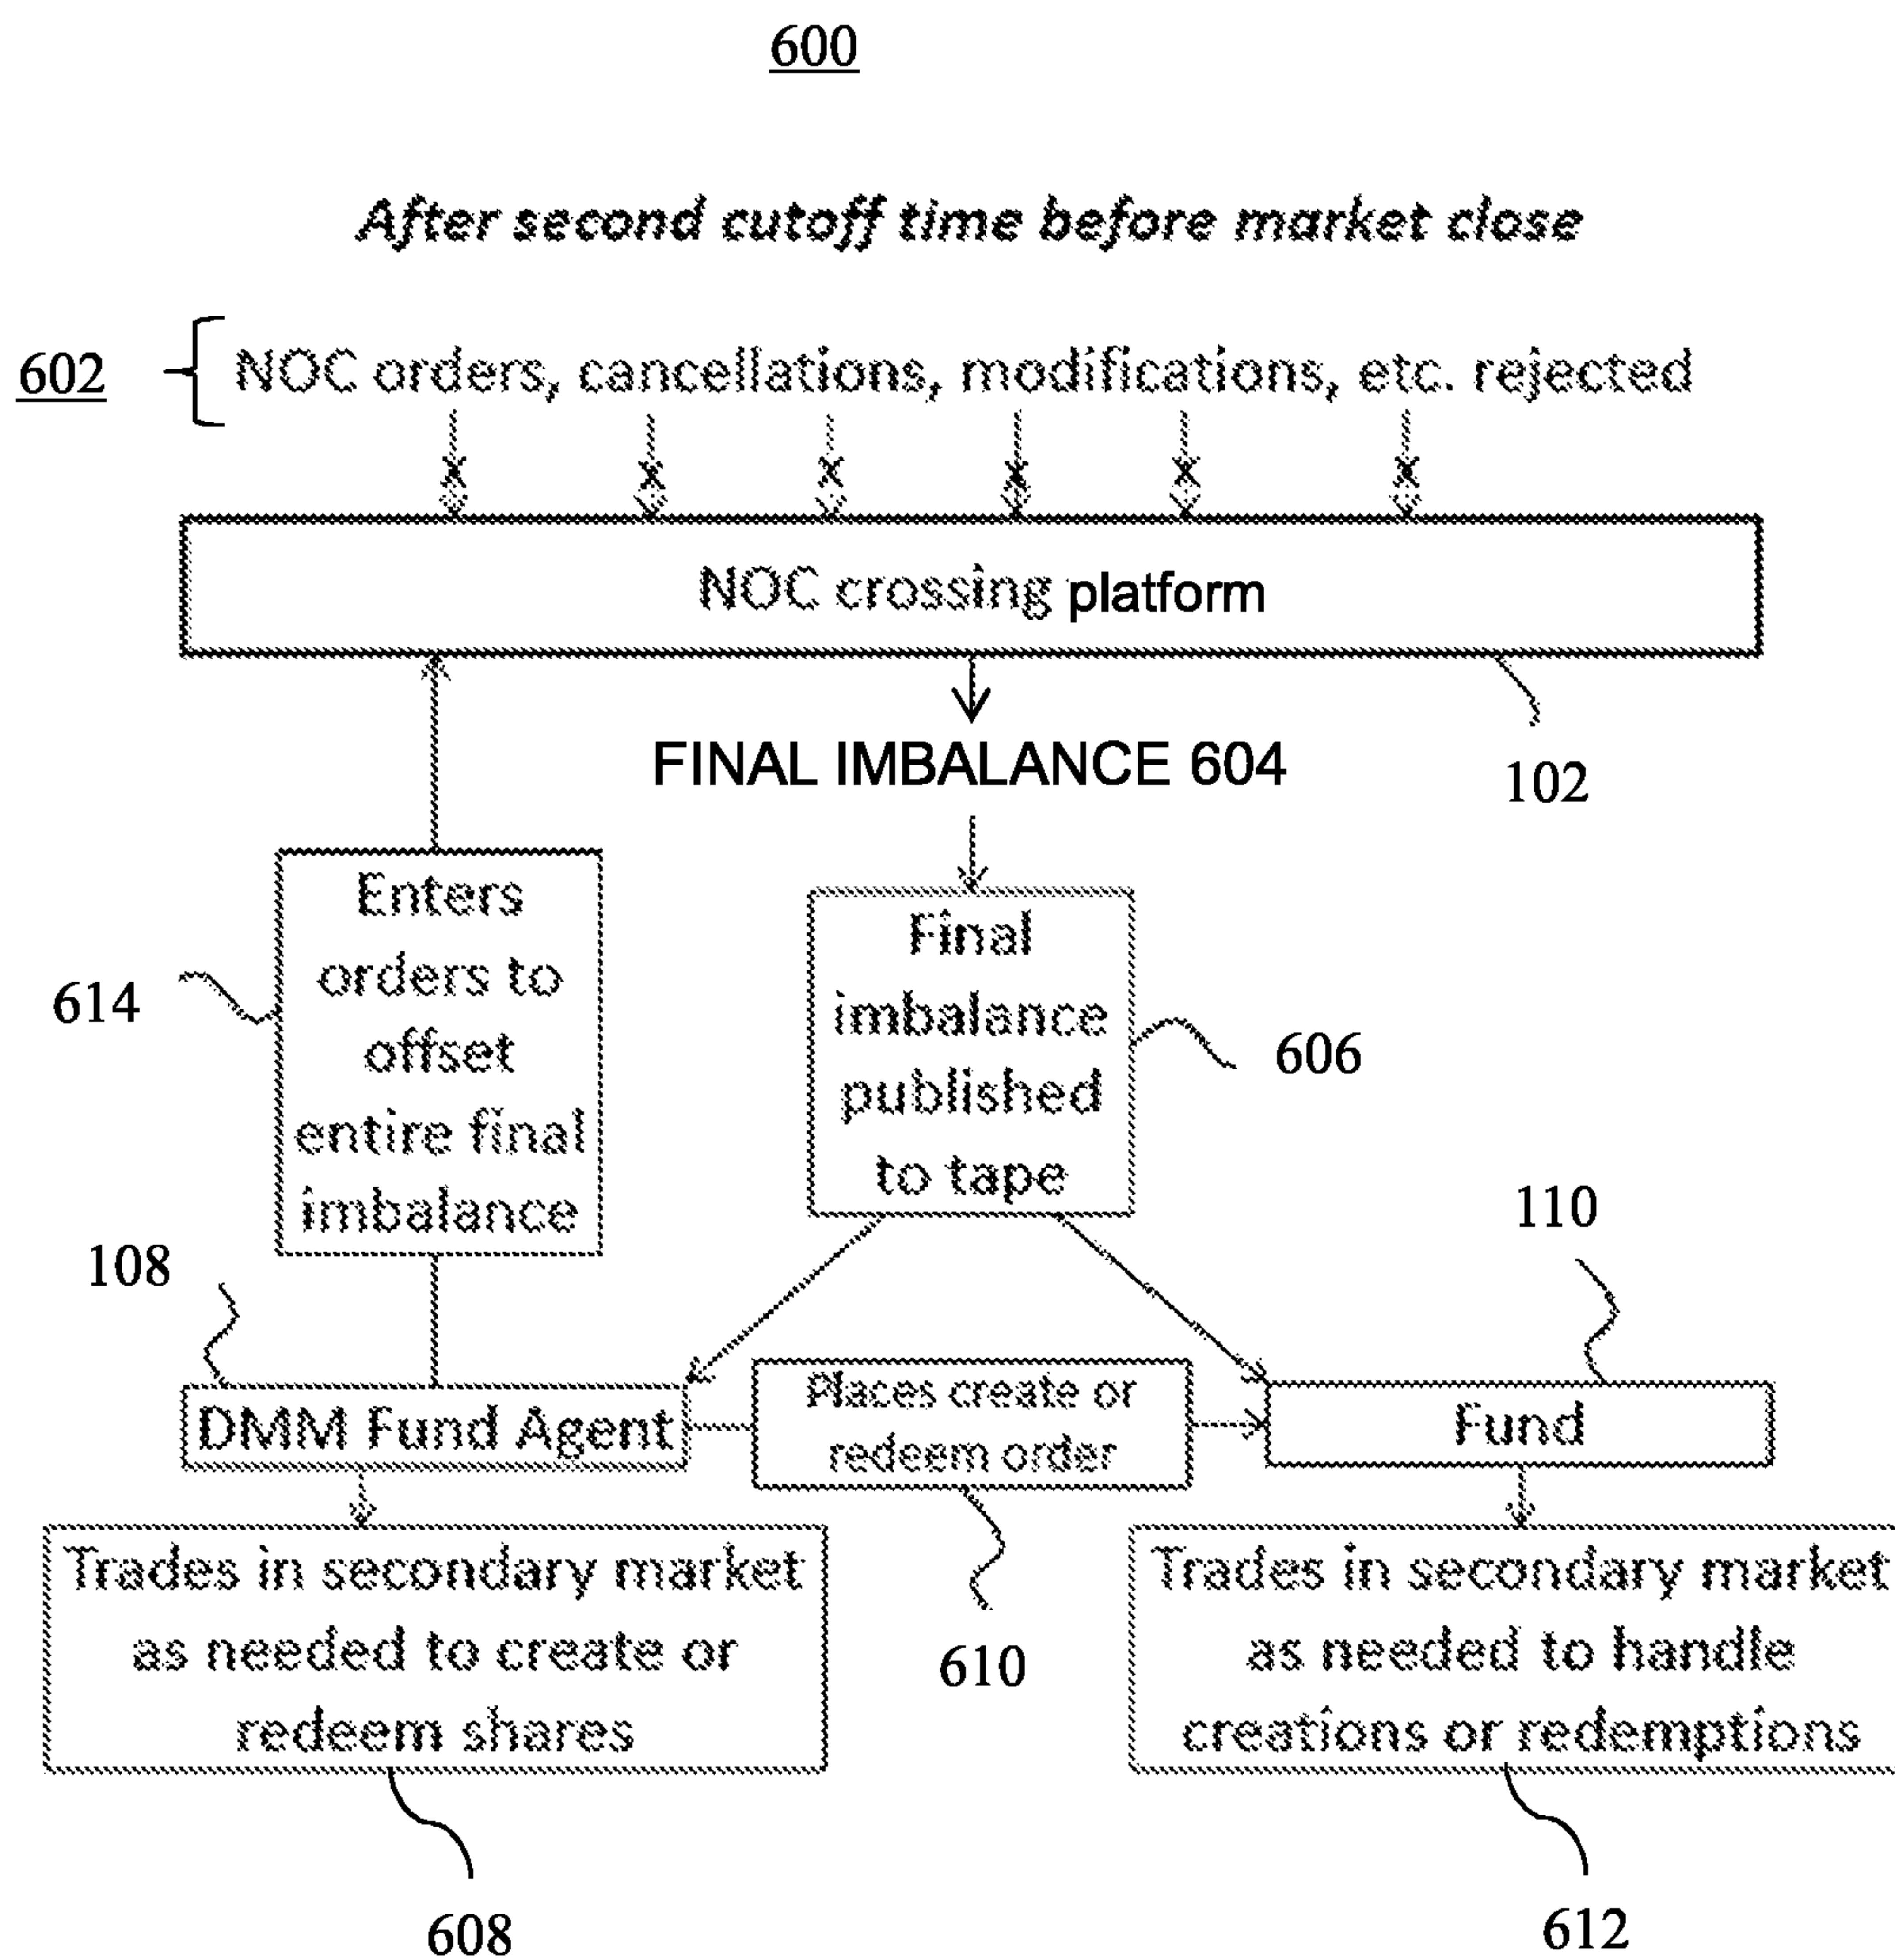 600
After second cutoff time before market close
602
NOC orders, cancellations, modifications, etc. rejected
X X X X X X
NOC crossing platform
FINAL IMBALANCE 604
102
Enters
orders to
offset
entire final
imbalance
614
Final
imbalance
published
to tape
606
108
110
DMM Fund Agent
Places create or
redeem order
Fund
610
Trades in secondary market
as needed to create or
redeem shares
Trades in secondary market
as needed to handle
creations or redemptions
608
612